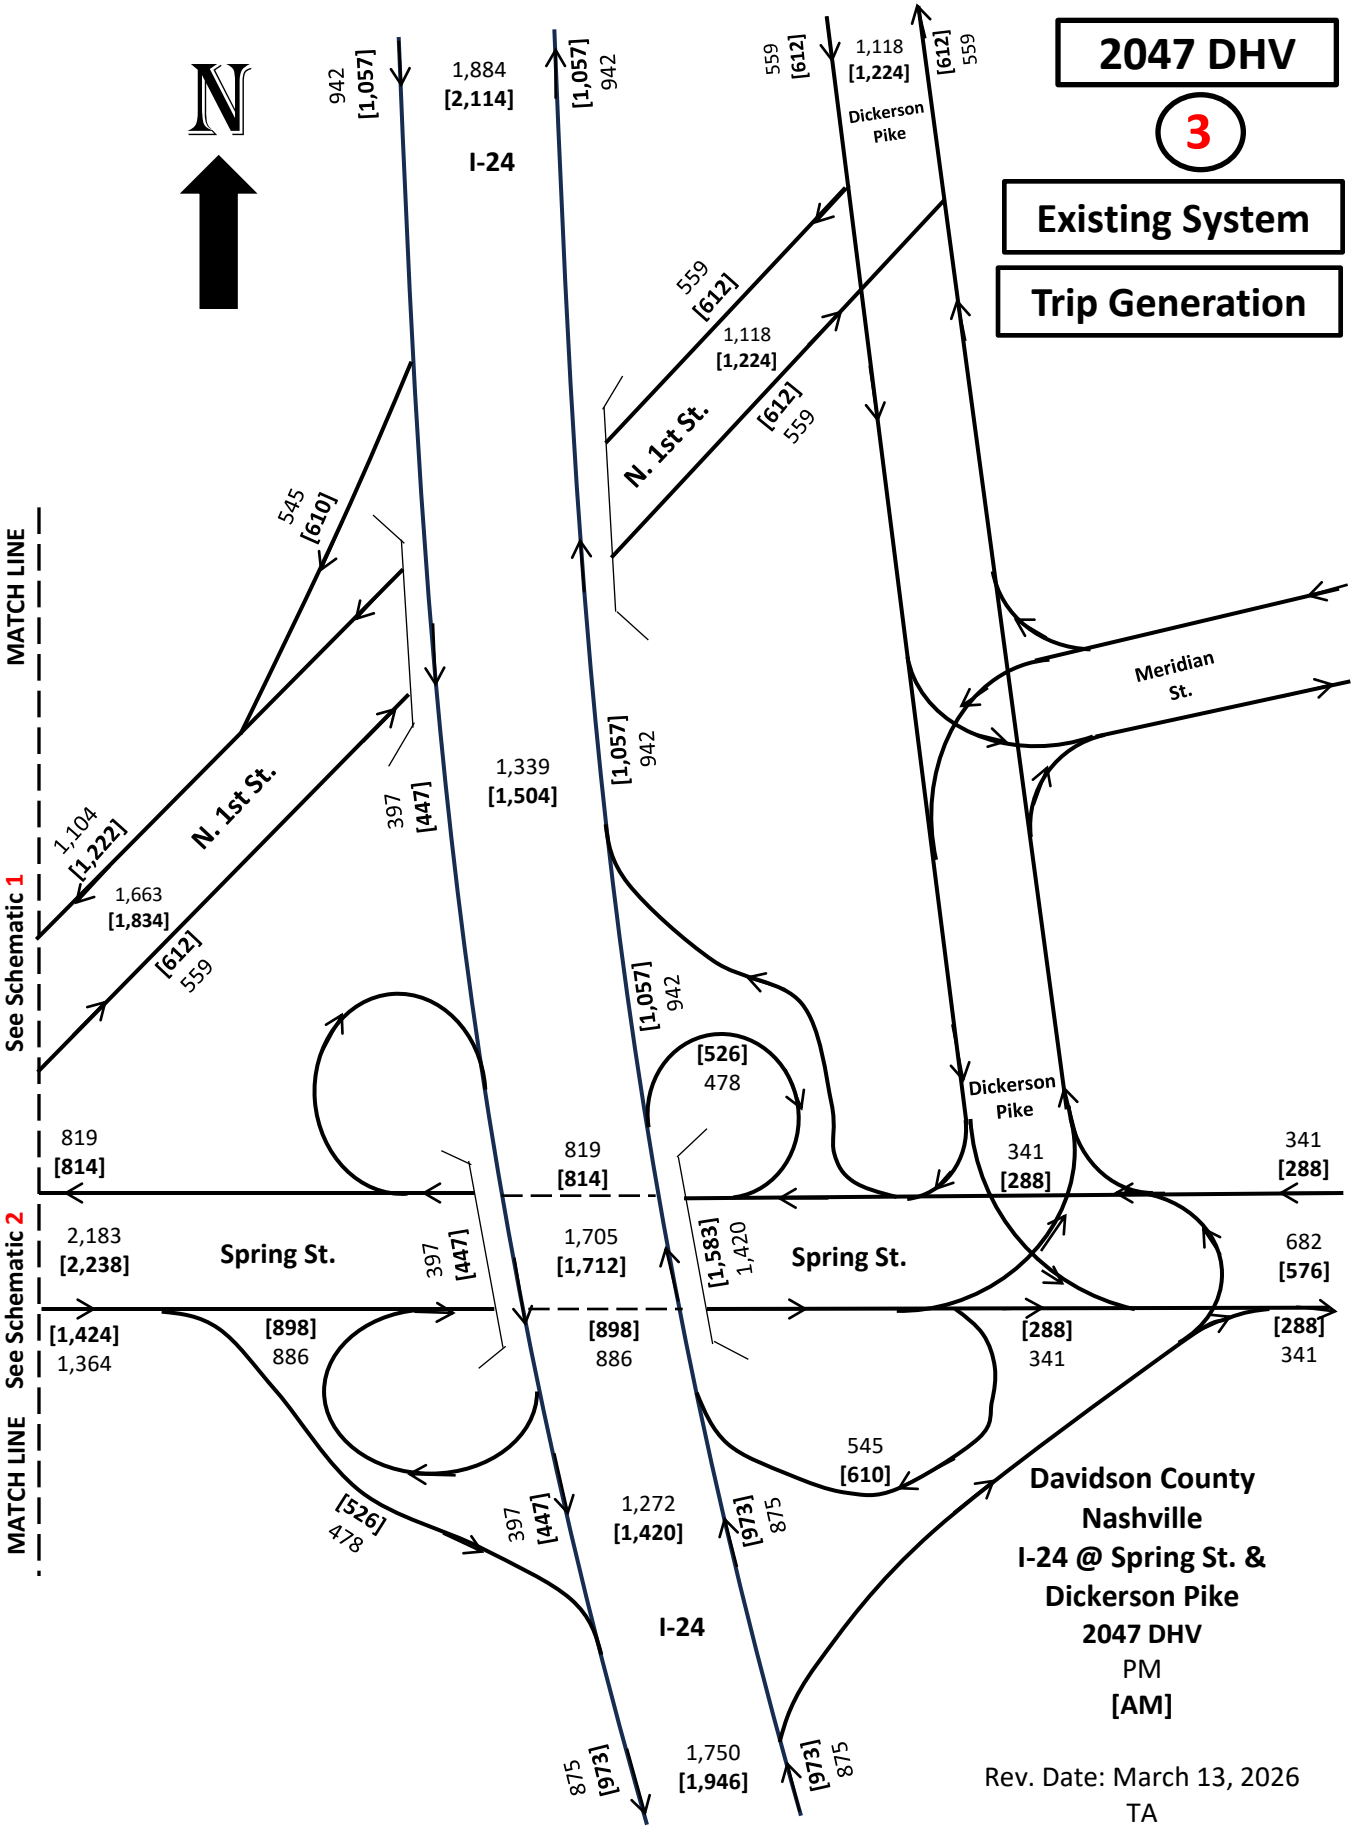 942
[1,057]
1,884
[2,114]
[1,057]
942
559
[612]
1,118
[1,224]
[612]
559
2047 DHV
N
Dickerson
Pike
3
I-24
Existing System
Trip Generation
559
[612]
1,118
[1,224]
[612]
559
N. 1st St.
545
[610]
MATCH LINE
Meridian
St.
[1,057]
942
1,339
[1,504]
397
[447]
N. 1st St.
1,104
[1,222]
1,663
[1,834]
[612]
559
See Schematic 1
[1,057]
942
[526]
478
Dickerson
Pike
819
[814]
819
[814]
341
[288]
341
[288]
2,183
[2,238]
Spring St.
397
[447]
1,705
[1,712]
[1,583]
1,420
Spring St.
682
[576]
See Schematic 2
[1,424]
1,364
[898]
886
[898]
886
[288]
341
[288]
341
MATCH LINE
545
[610]
[526]
478
397
[447]
1,272
[1,420]
[973]
875
Davidson County
Nashville
I-24 @ Spring St. &
Dickerson Pike
2047 DHV
PM
[AM]
I-24
875
[973]
1,750
[1,946]
[973]
875
Rev. Date: March 13, 2026
TA